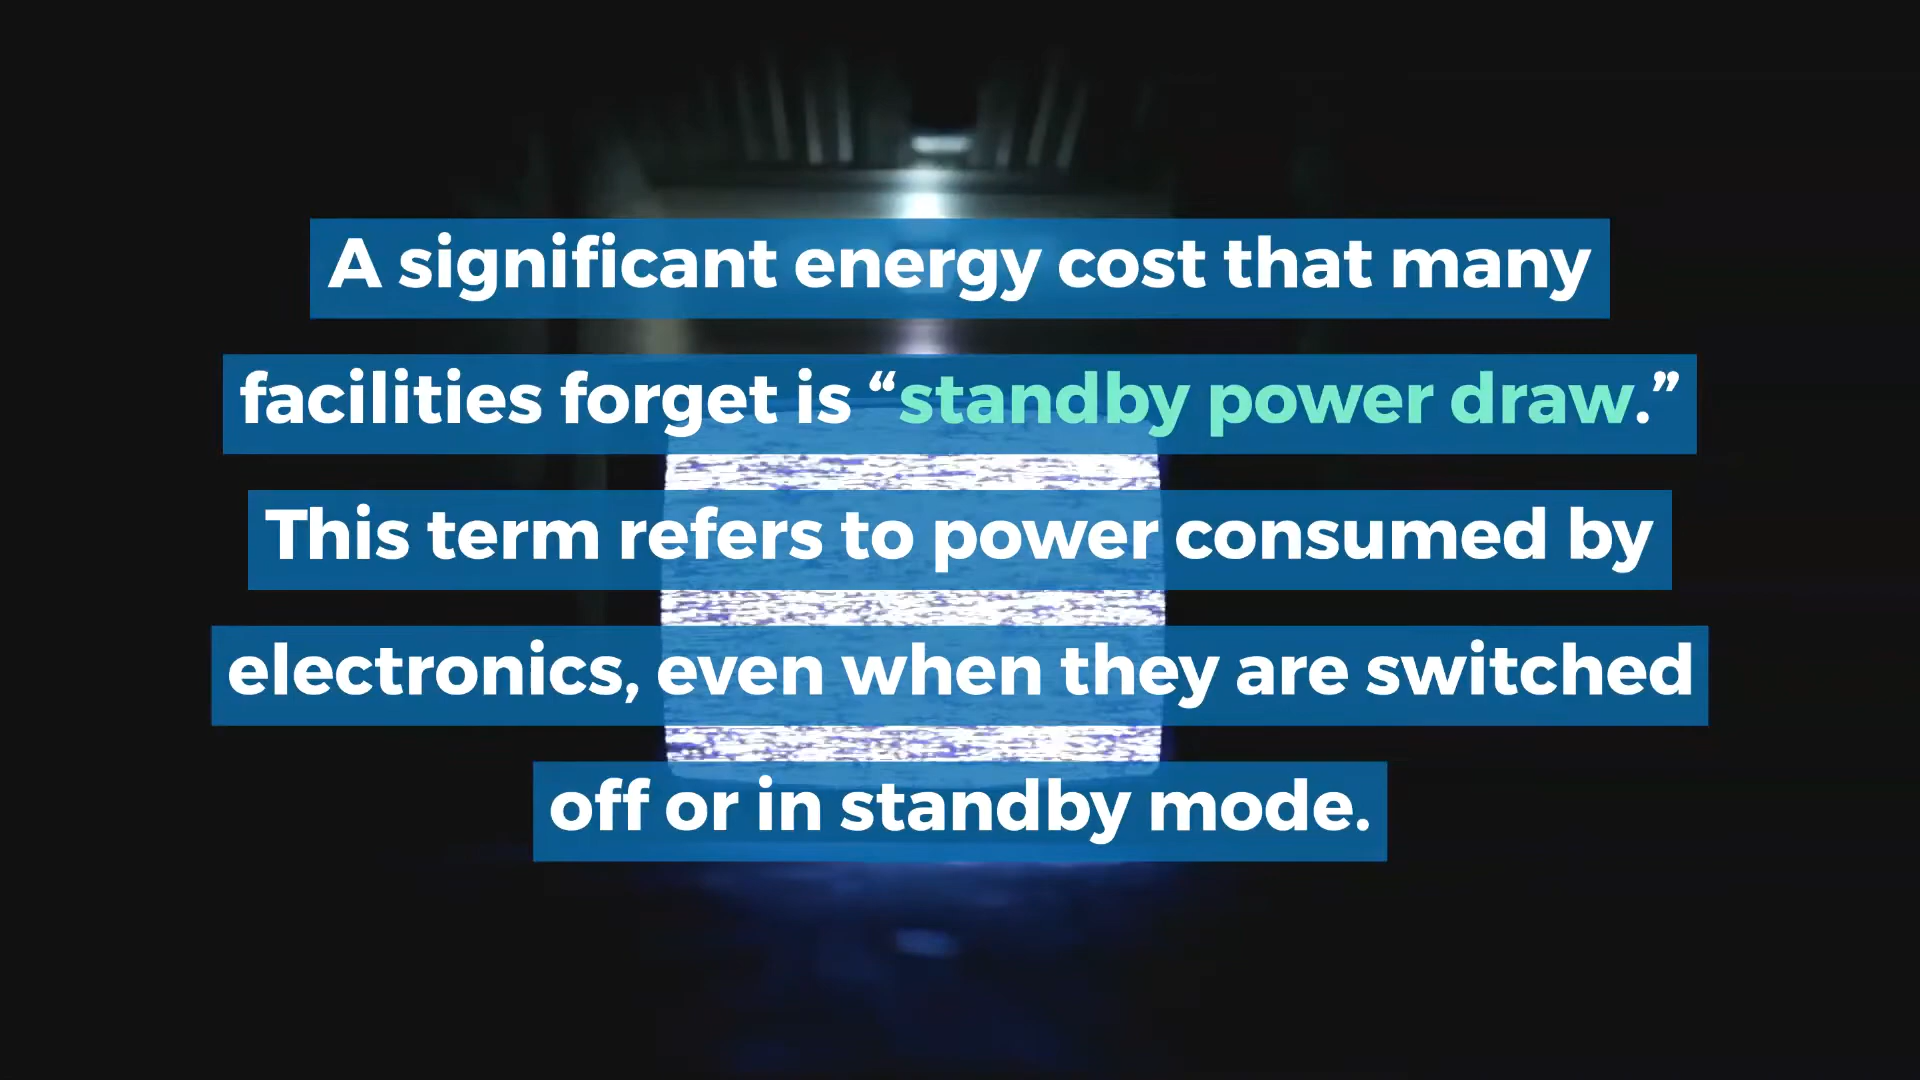 A significant energy cost that many
facilities forget is “standby power draw.”
This term refers to power consumed by
electronics, even when they are switched
off or in standby mode.